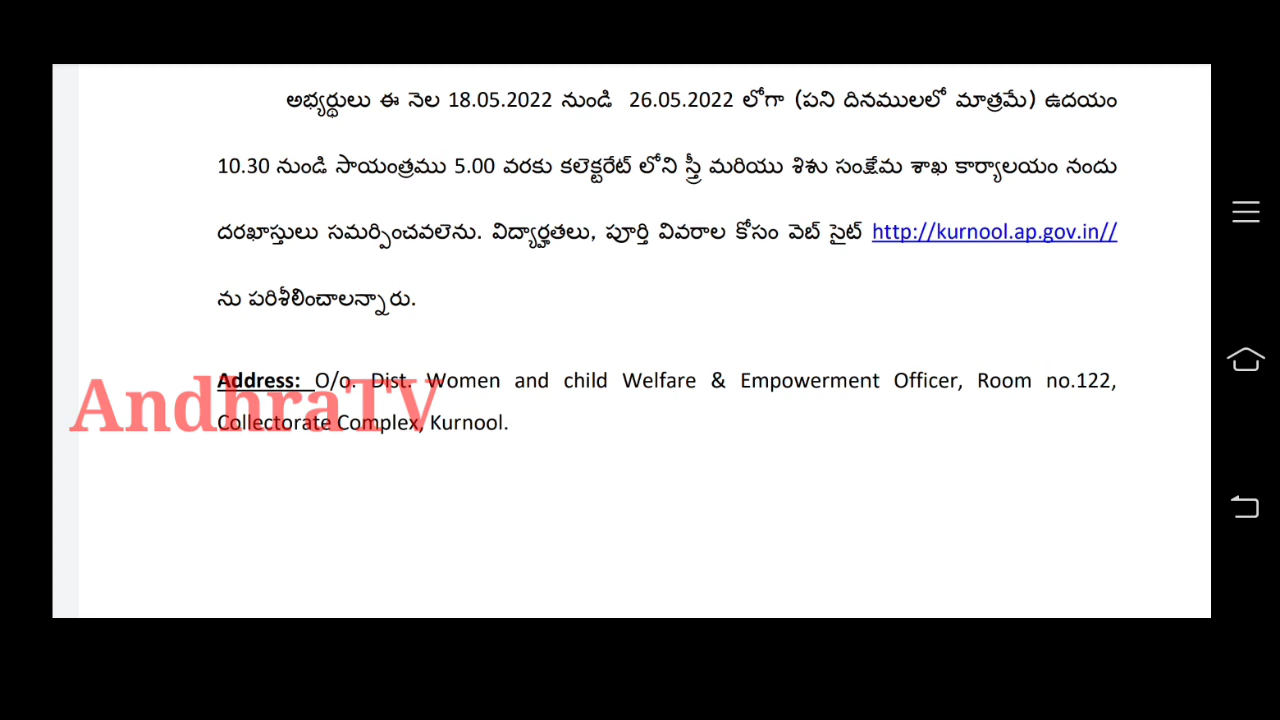 అభ్యర్థులు ఈ నెల 18.05.2022 నుండి 26.05.2022 లోగా (పని దినములలో మాత్రమే) ఉదయం
10.30 నుండి సాయంత్రము 5.00 వరకు కలెక్టరేట్ లోని స్త్రీ మరియు శిశు సంక్షేమ శాఖ కార్యాలయం నందు
దరఖాస్తులు సమర్పించవలెను. విద్యార్హతలు, పూర్తి వివరాల కోసం వెబ్ సైట్ http://kurnool.ap.gov.in//
ను పరిశీలించాలన్నారు.
Address: O/o. Dist. Women and child Welfare & Empowerment Officer, Room no.122,
AndhraTV
Collectorate Complex, Kurnool.